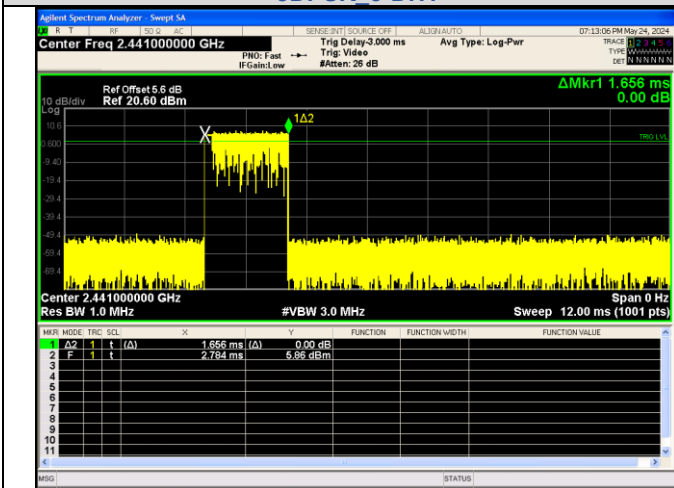 Agilent Spectrum Analyzer - Swept SA
R T RF 50 Ω AC SENSE:INT SOURCE OFF ALIGNAUTO 07:13:06 PM May 24, 2024
Center Freq 2.441000000 GHz
PNO: Fast
IFGain:Low
Trig Delay-3.000 ms
Trig: Video
#Atten: 26 dB
Avg Type: Log-Pwr
TRACE 1 2 3 4 5 6
TYPE
DET N N N N N N
ΔMkr1 1.656 ms
0.00 dB
Ref Offset 5.6 dB
10 dB/div Ref 20.60 dBm
Log
1Δ2
10.6
TRIG LVL
0.600
-9.40
-19.4
-29.4
-39.4
-49.4
-59.4
-69.4
Center 2.441000000 GHz Span 0 Hz
Res BW 1.0 MHz #VBW 3.0 MHz Sweep 12.00 ms (1001 pts)
MKR MODE TRC SCL X Y FUNCTION FUNCTION WIDTH FUNCTION VALUE
1 Δ2 1 t (Δ) 1.656 ms (Δ) 0.00 dB
2 F 1 t 2.784 ms 5.86 dBm
3
4
5
6
7
8
9
10
11
MSG STATUS